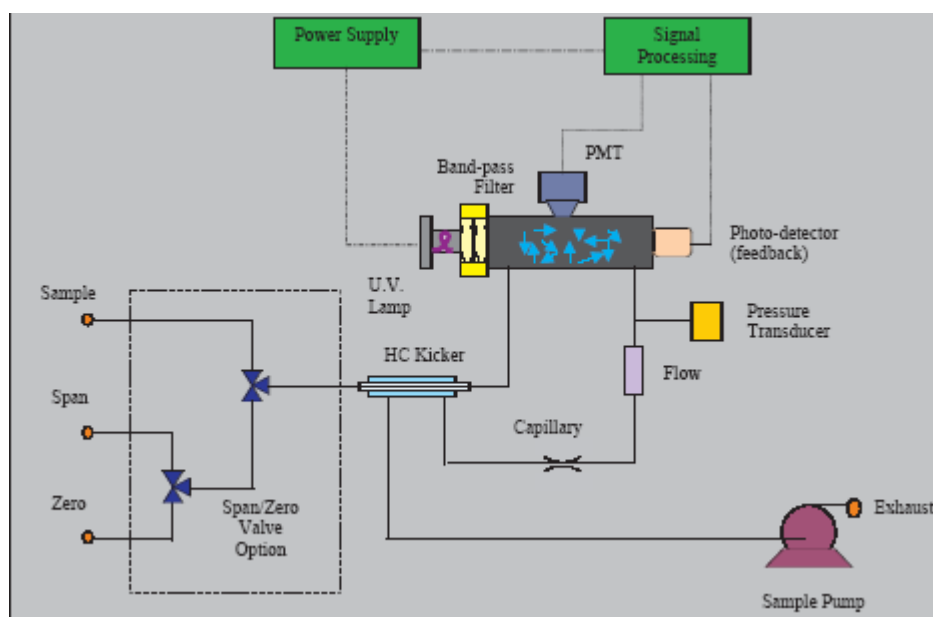 Power Supply
Signal
Processing
PMT
Band-pass
Filter
Photo-detector
(feedback)
U.V.
Lamp
Sample
Pressure
Transducer
HC Kicker
Flow
Span
Capillary
Zero
Span/Zero
Valve
Option
Exhaust
Sample Pump